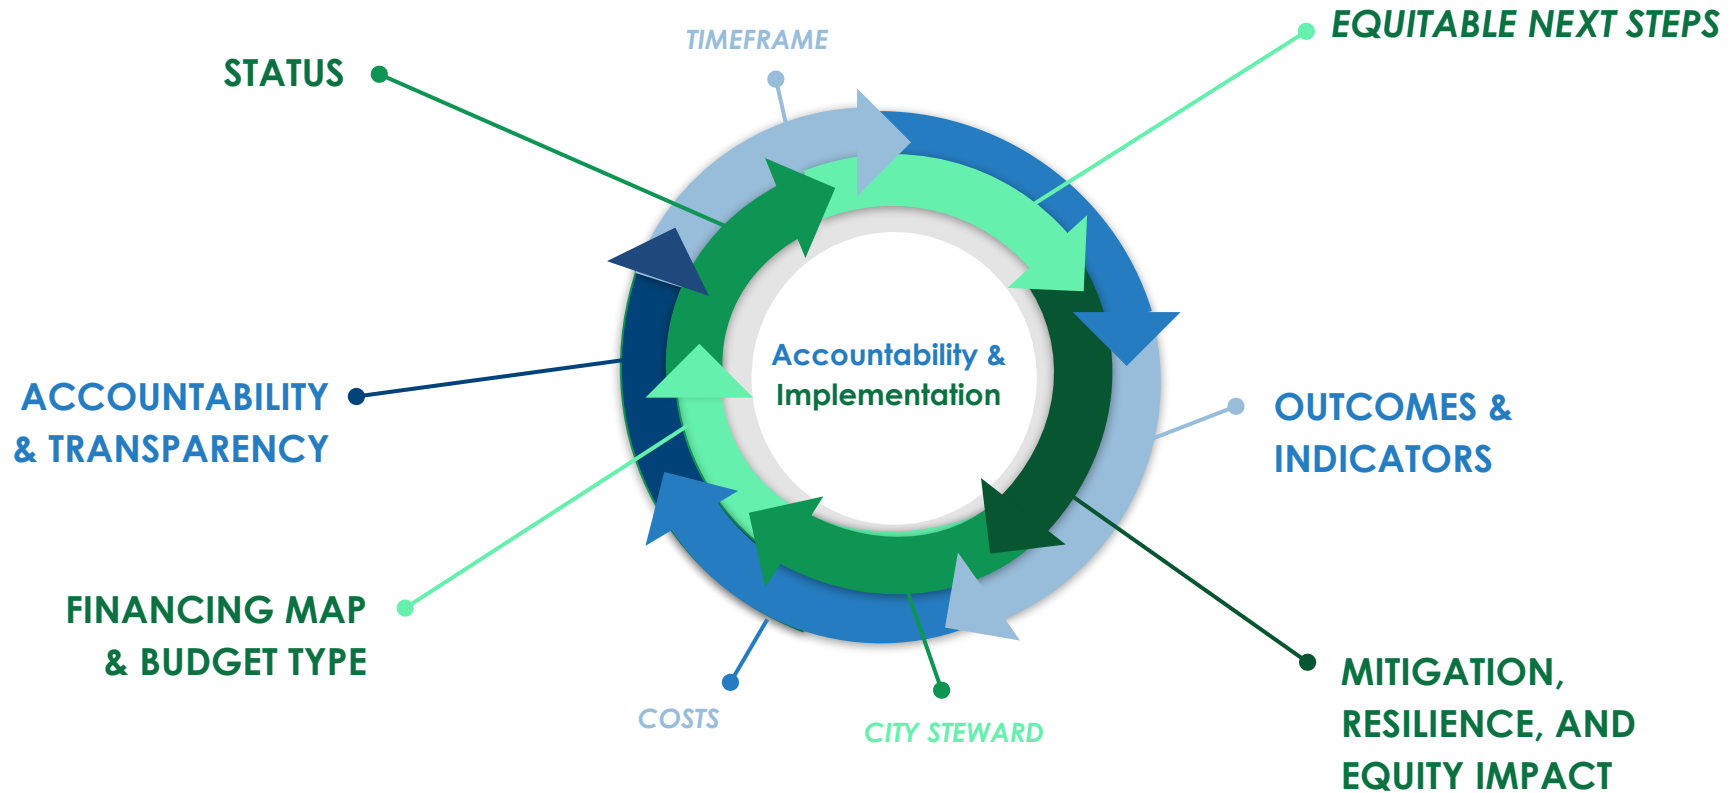 EQUITABLE NEXT STEPS
TIMEFRAME
STATUS
Accountability &
Implementation
ACCOUNTABILITY
& TRANSPARENCY
OUTCOMES &
INDICATORS
FINANCING MAP
& BUDGET TYPE
MITIGATION,
RESILIENCE, AND
EQUITY IMPACT
COSTS
CITY STEWARD